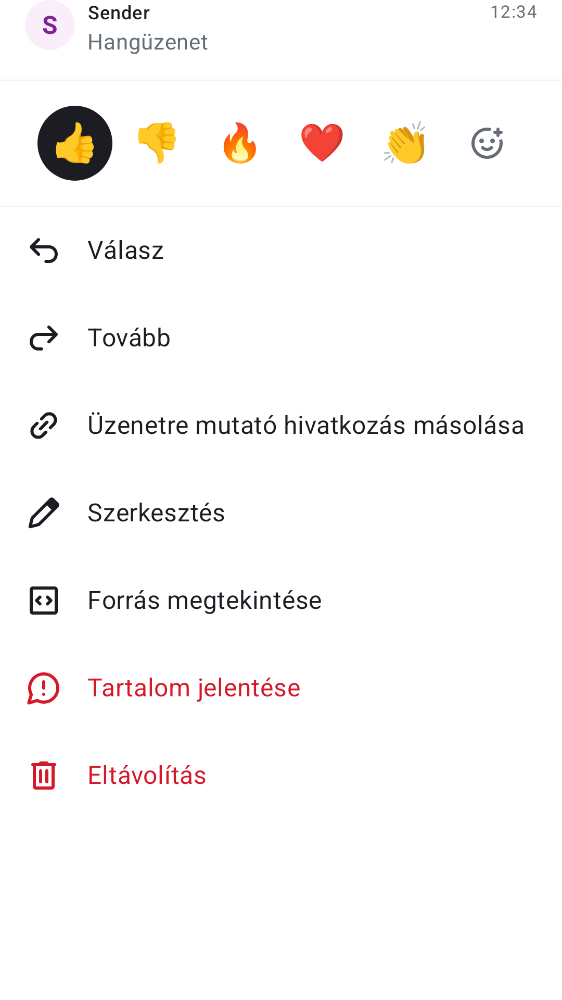 S
Sender
12:34
Hangüzenet
Válasz
Tovább
Üzenetre mutató hivatkozás másolása
Szerkesztés
Forrás megtekintése
Tartalom jelentése
Eltávolítás